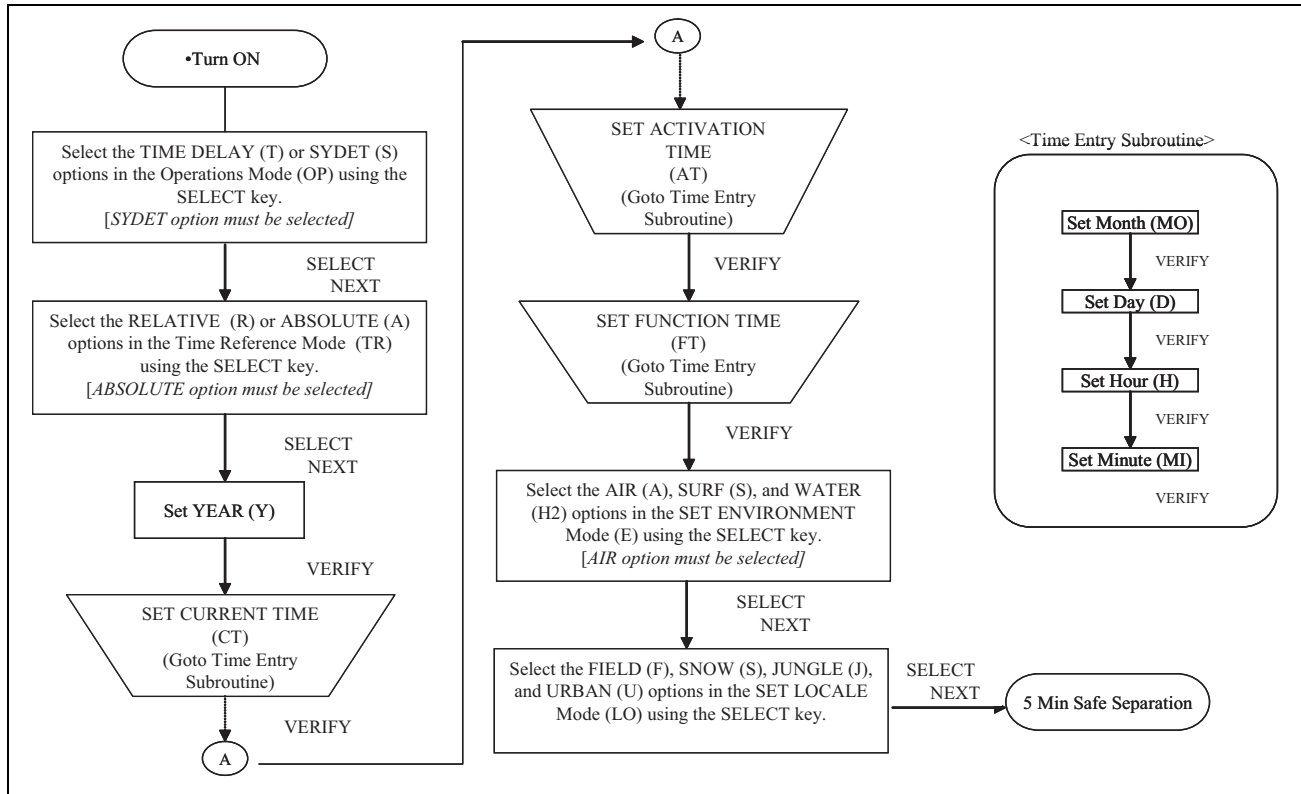 •Turn ON
Select the TIME DELAY (T) or SYDET (S)
options in the Operations Mode (OP) using the
SELECT key.
[SYDET option must be selected]
SELECT
NEXT
Select the RELATIVE (R) or ABSOLUTE (A)
options in the Time Reference Mode (TR)
using the SELECT key.
[ABSOLUTE option must be selected]
SELECT
NEXT
Set YEAR (Y)
VERIFY
SET CURRENT TIME
(CT)
(Goto Time Entry
Subroutine)
VERIFY
A
A
SET ACTIVATION
TIME
(AT)
(Goto Time Entry
Subroutine)
VERIFY
SET FUNCTION TIME
(FT)
(Goto Time Entry
Subroutine)
VERIFY
Select the AIR (A), SURF (S), and WATER
(H2) options in the SET ENVIRONMENT
Mode (E) using the SELECT key.
[AIR option must be selected]
SELECT
NEXT
Select the FIELD (F), SNOW (S), JUNGLE (J),
and URBAN (U) options in the SET LOCALE
Mode (LO) using the SELECT key.
SELECT
NEXT
5 Min Safe Separation
<Time Entry Subroutine>
Set Month (MO)
VERIFY
Set Day (D)
VERIFY
Set Hour (H)
VERIFY
Set Minute (MI)
VERIFY